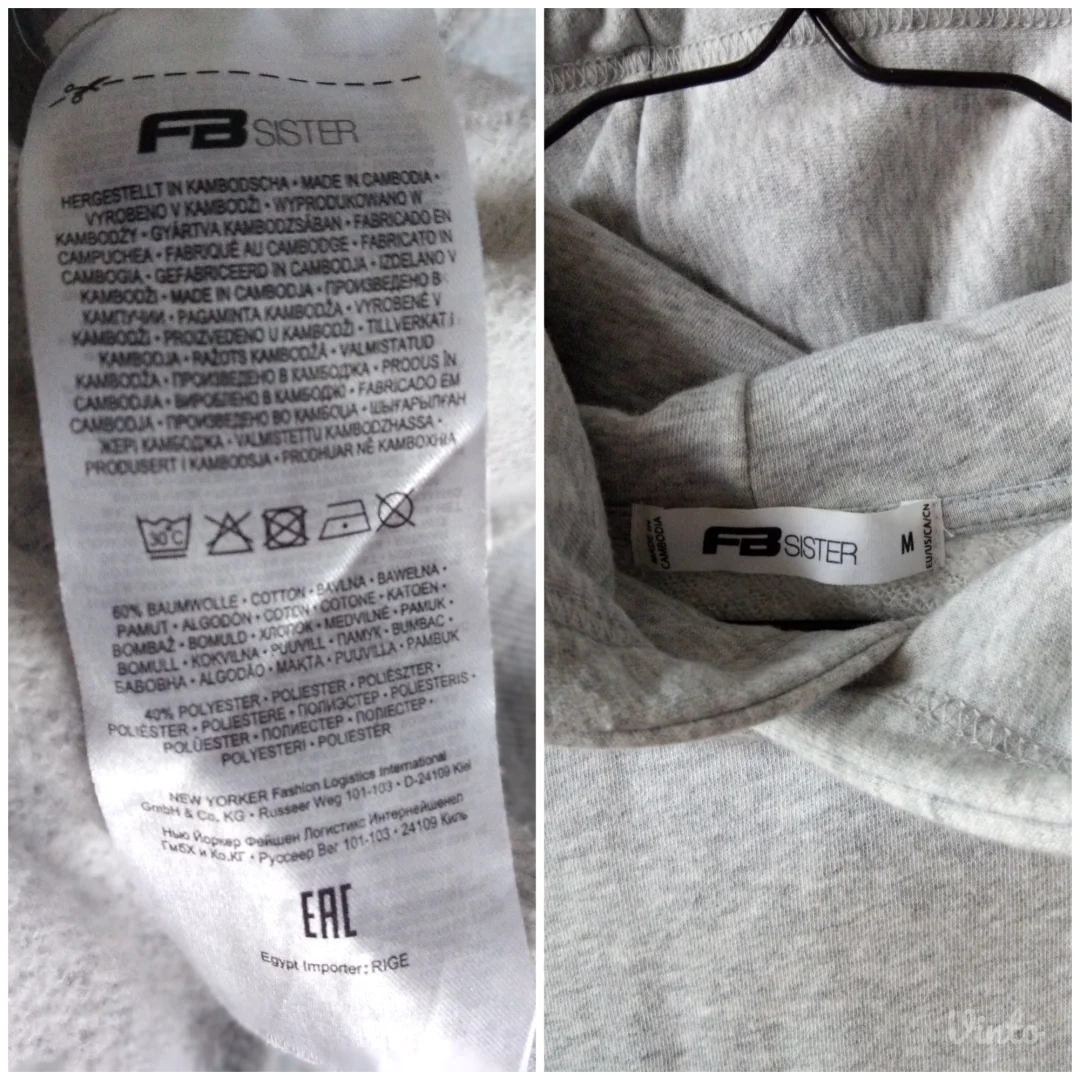 FB SISTER
HERGESTELLT IN KAMBODSCHA • MADE IN CAMBODIA •
VYROBENO V KAMBODŽI • WYPRODUKOWANO W
KAMBODŻY • GYÁRTVA KAMBODZSÁBAN • FABRICADO EN
CAMPUCHEA • FABRIQUÉ AU CAMBODGE • FABRICATO IN
CAMBOGIA • GEFABRICEERD IN CAMBODJA • IZDELANO V
KAMBODŽI • MADE IN CAMBODJA • ПРОИЗВЕДЕНО В
КАМПУЧИИ • PAGAMINTA KAMBODŽA • VYROBENÉ V
KAMBODŽI • PROIZVEDENO U KAMBODŽI • TILLVERKAT I
KAMBODJA • RAŽOTS KAMBODŽĀ • VALMISTATUD
KAMBODŽA • ПРОИЗВЕДЕНО В КАМБОДЖА • PRODUS ÎN
CAMBODJIA • ВИРОБЛЕНО В КАМБОДЖІ • FABRICADO EM
CAMBODJA • ПРОИЗВЕДЕНО ВО КАМБОЏА • ШЫҒАРЫЛҒАН
ЖЕРІ КАМБОДЖА • VALMISTETTU KAMBODZHASSA •
PRODUSERT I KAMBODSJA • PRODHUAR NË KAMBOXHIA
30°C
60% BAUMWOLLE • COTTON • BAVLNA • BAWEŁNA •
PAMUT • ALGODÓN • COTON • COTONE • KATOEN •
BOMBAŽ • BOMULD • ХЛОПОК • MEDVILNĖ • PAMUK •
BOMULL • KOKVILNA • PUUVILL • ПАМУК • BUMBAC •
БАВОВНА • ALGODÃO • МАКТА • PUUVILLA • PAMBUK
40% POLYESTER • POLIESTER • POLIÉSZTER •
POLIÉSTER • POLIESTERE • ПОЛИЭСТЕР • POLIESTERIS •
POLÜESTER • ПОЛИЕСТЕР • ПОЛІЕСТЕР •
POLYESTERI • POLIESTËR
NEW YORKER Fashion Logistics International
GmbH & Co. KG • Russeer Weg 101-103 • D-24109 Kiel
Нью Йоркер Фейшен Логистикс Интернейшенел
ГмБХ и Ко.КГ • Руссеер Вег 101-103 • 24109 Киль
EAC
Egypt Importer: RIGE
MADE IN
CAMBODIA
FB SISTER
M
EU/US/CA/CN
Vinto